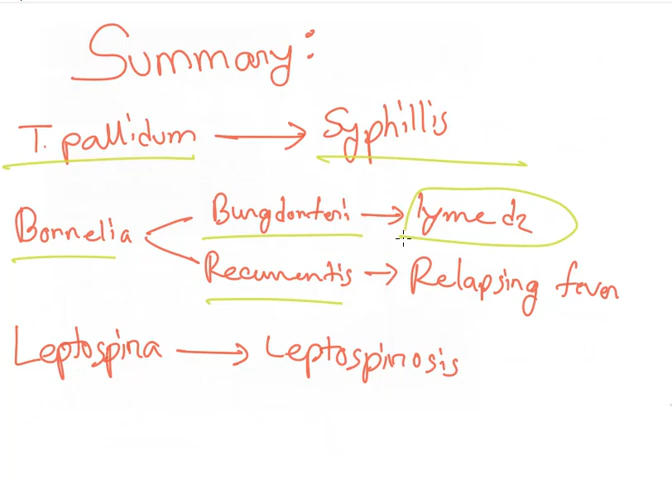 Summary:
T. pallidum → Syphillis
Borrelia
Burgdorferi → lyme dz
Recurrentis → Relapsing fever
Leptospira → Leptospirosis